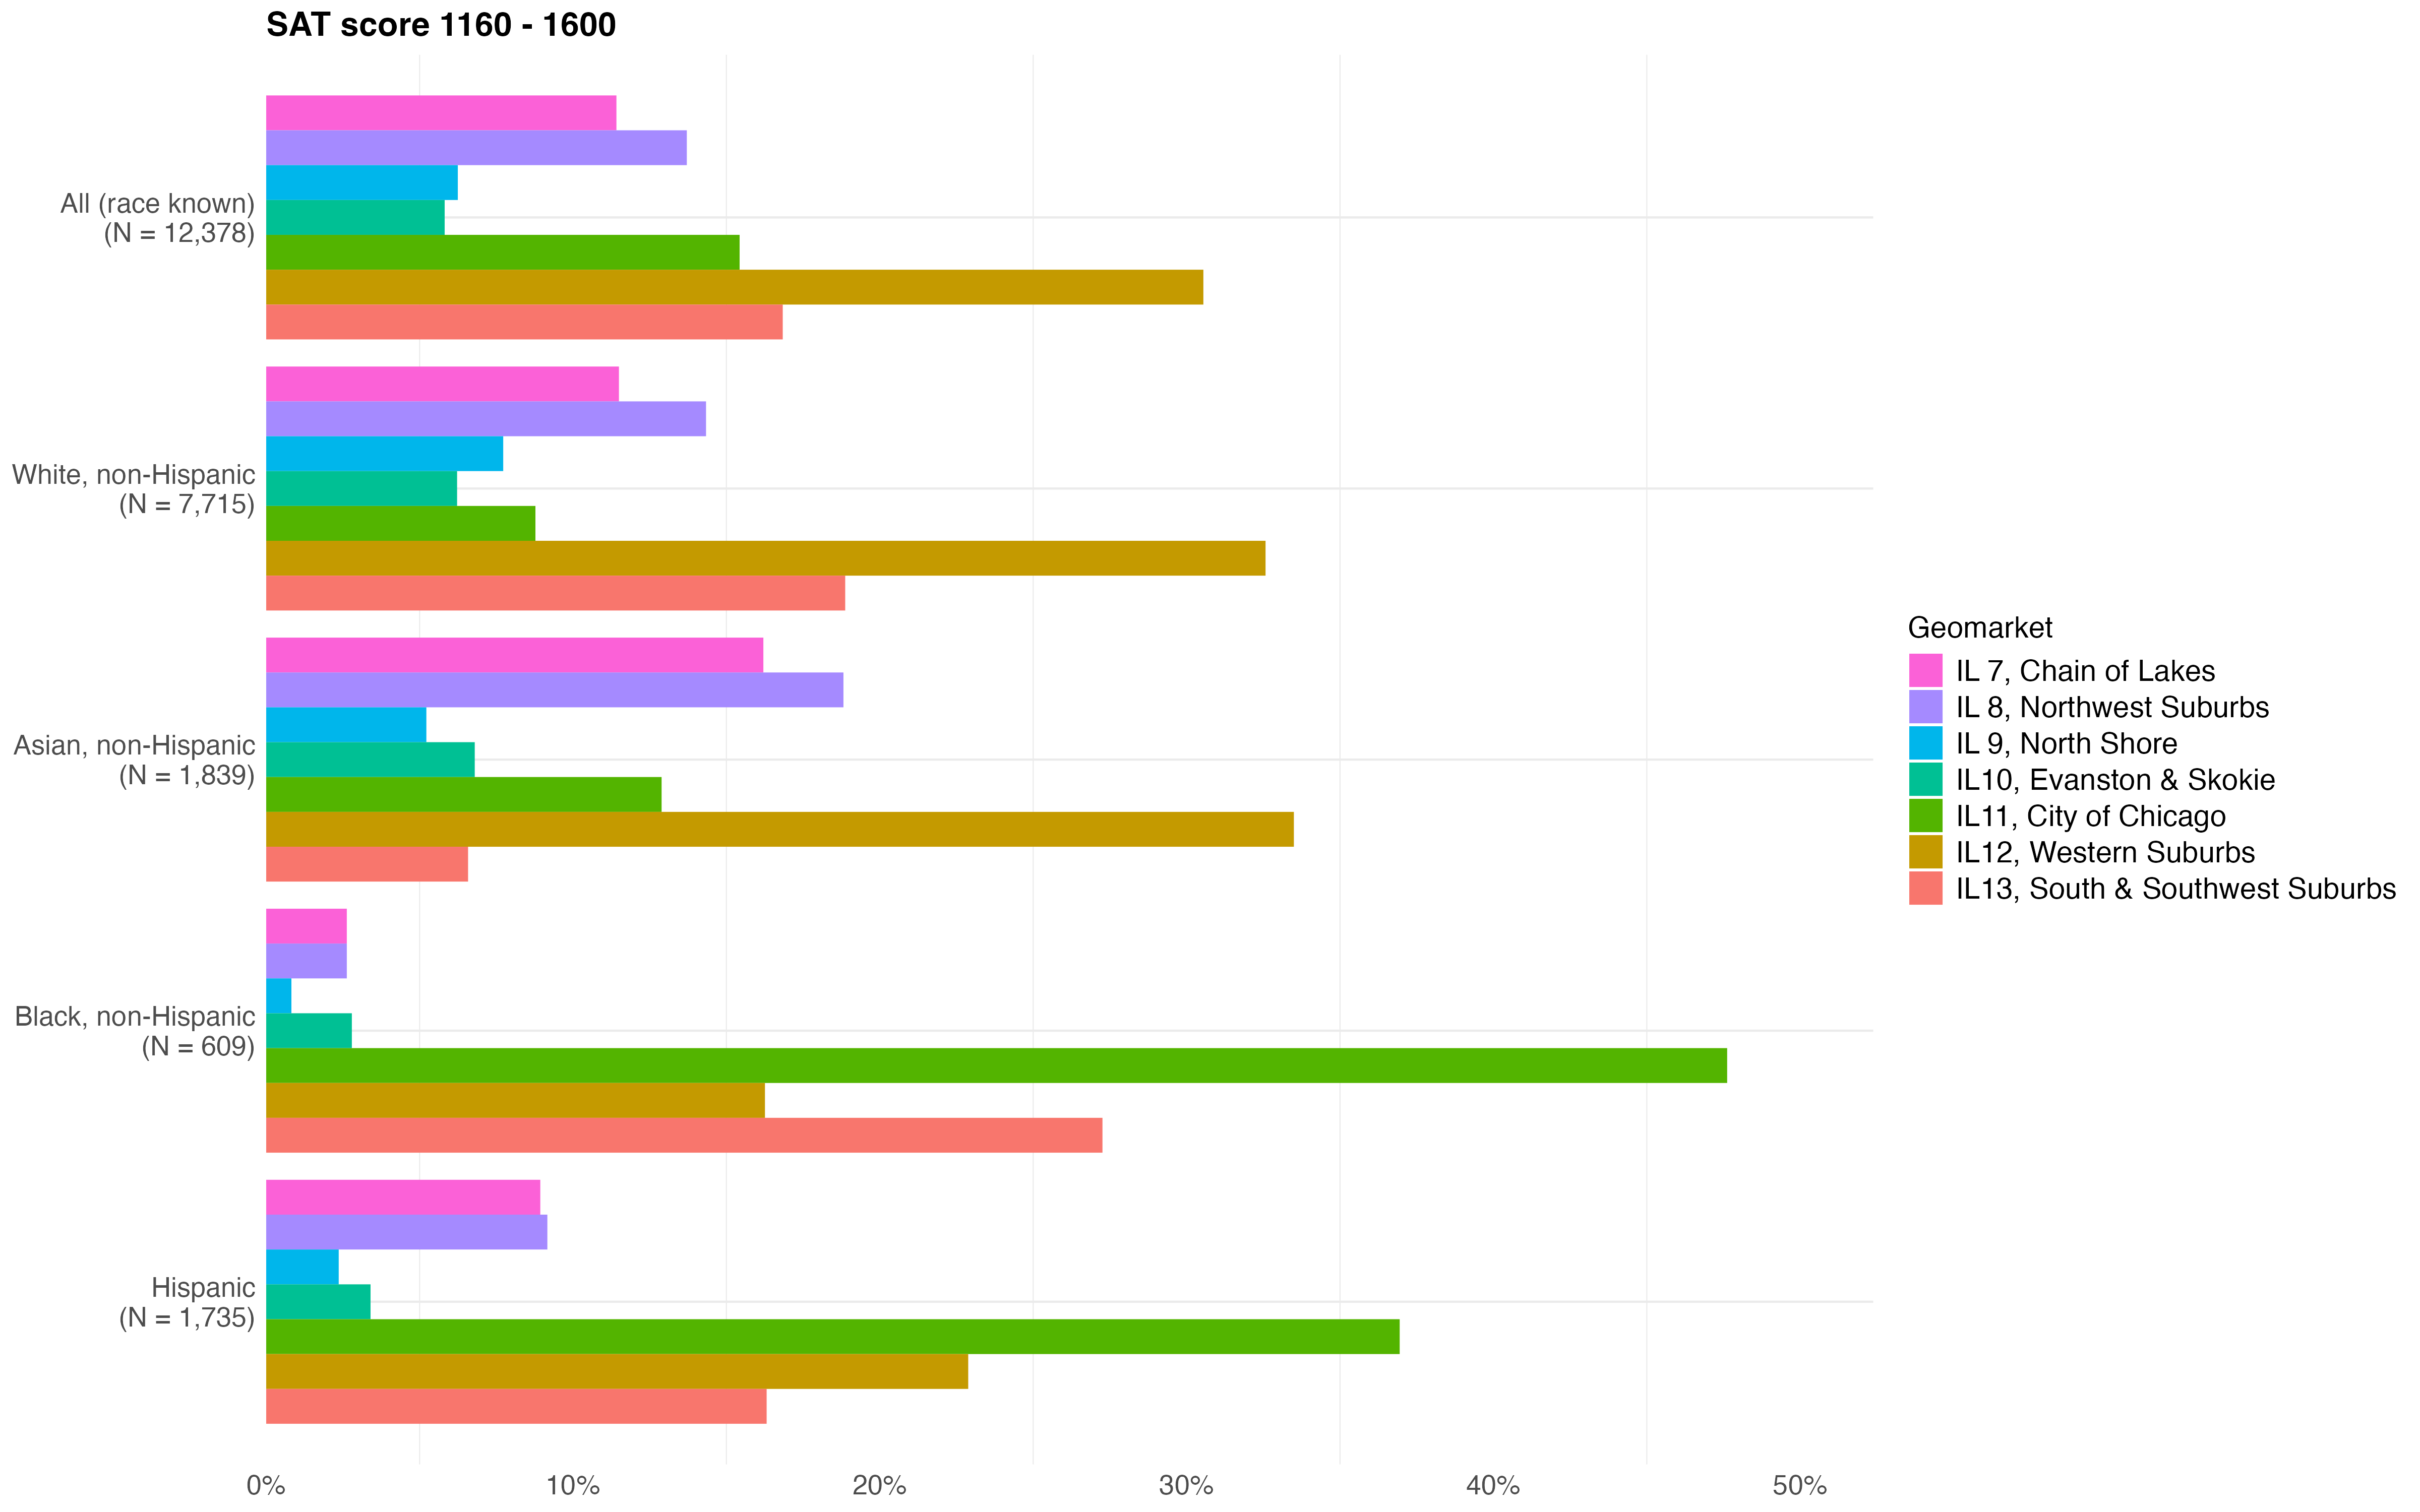 SAT score 1160 - 1600
All (race known)
(N = 12,378)
White, non-Hispanic
(N = 7,715)
Asian, non-Hispanic
(N = 1,839)
Black, non-Hispanic
(N = 609)
Hispanic
(N = 1,735)
0% 10% 20% 30% 40% 50%
Geomarket
IL 7, Chain of Lakes
IL 8, Northwest Suburbs
IL 9, North Shore
IL10, Evanston & Skokie
IL11, City of Chicago
IL12, Western Suburbs
IL13, South & Southwest Suburbs